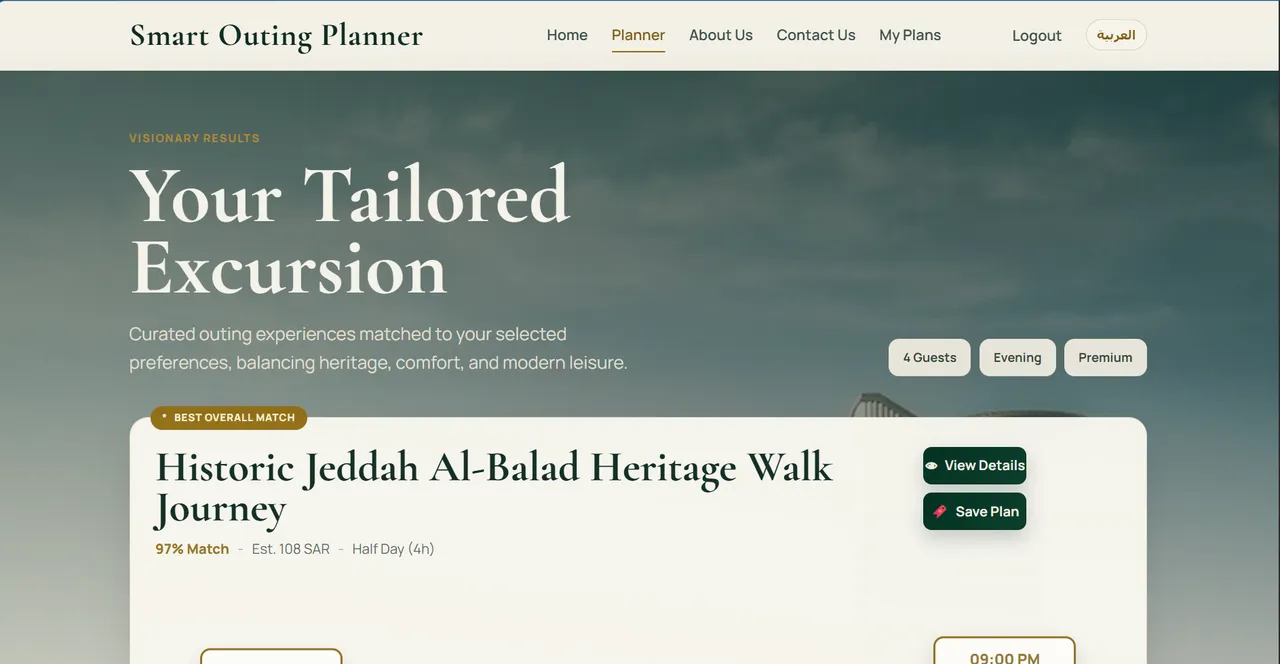 Smart Outing Planner
Home
Planner
About Us
Contact Us
My Plans
Logout
العربية
VISIONARY RESULTS
Your Tailored
Excursion
Curated outing experiences matched to your selected
preferences, balancing heritage, comfort, and modern leisure.
4 Guests
Evening
Premium
* BEST OVERALL MATCH
Historic Jeddah Al-Balad Heritage Walk
Journey
View Details
Save Plan
97% Match - Est. 108 SAR - Half Day (4h)
09:00 PM